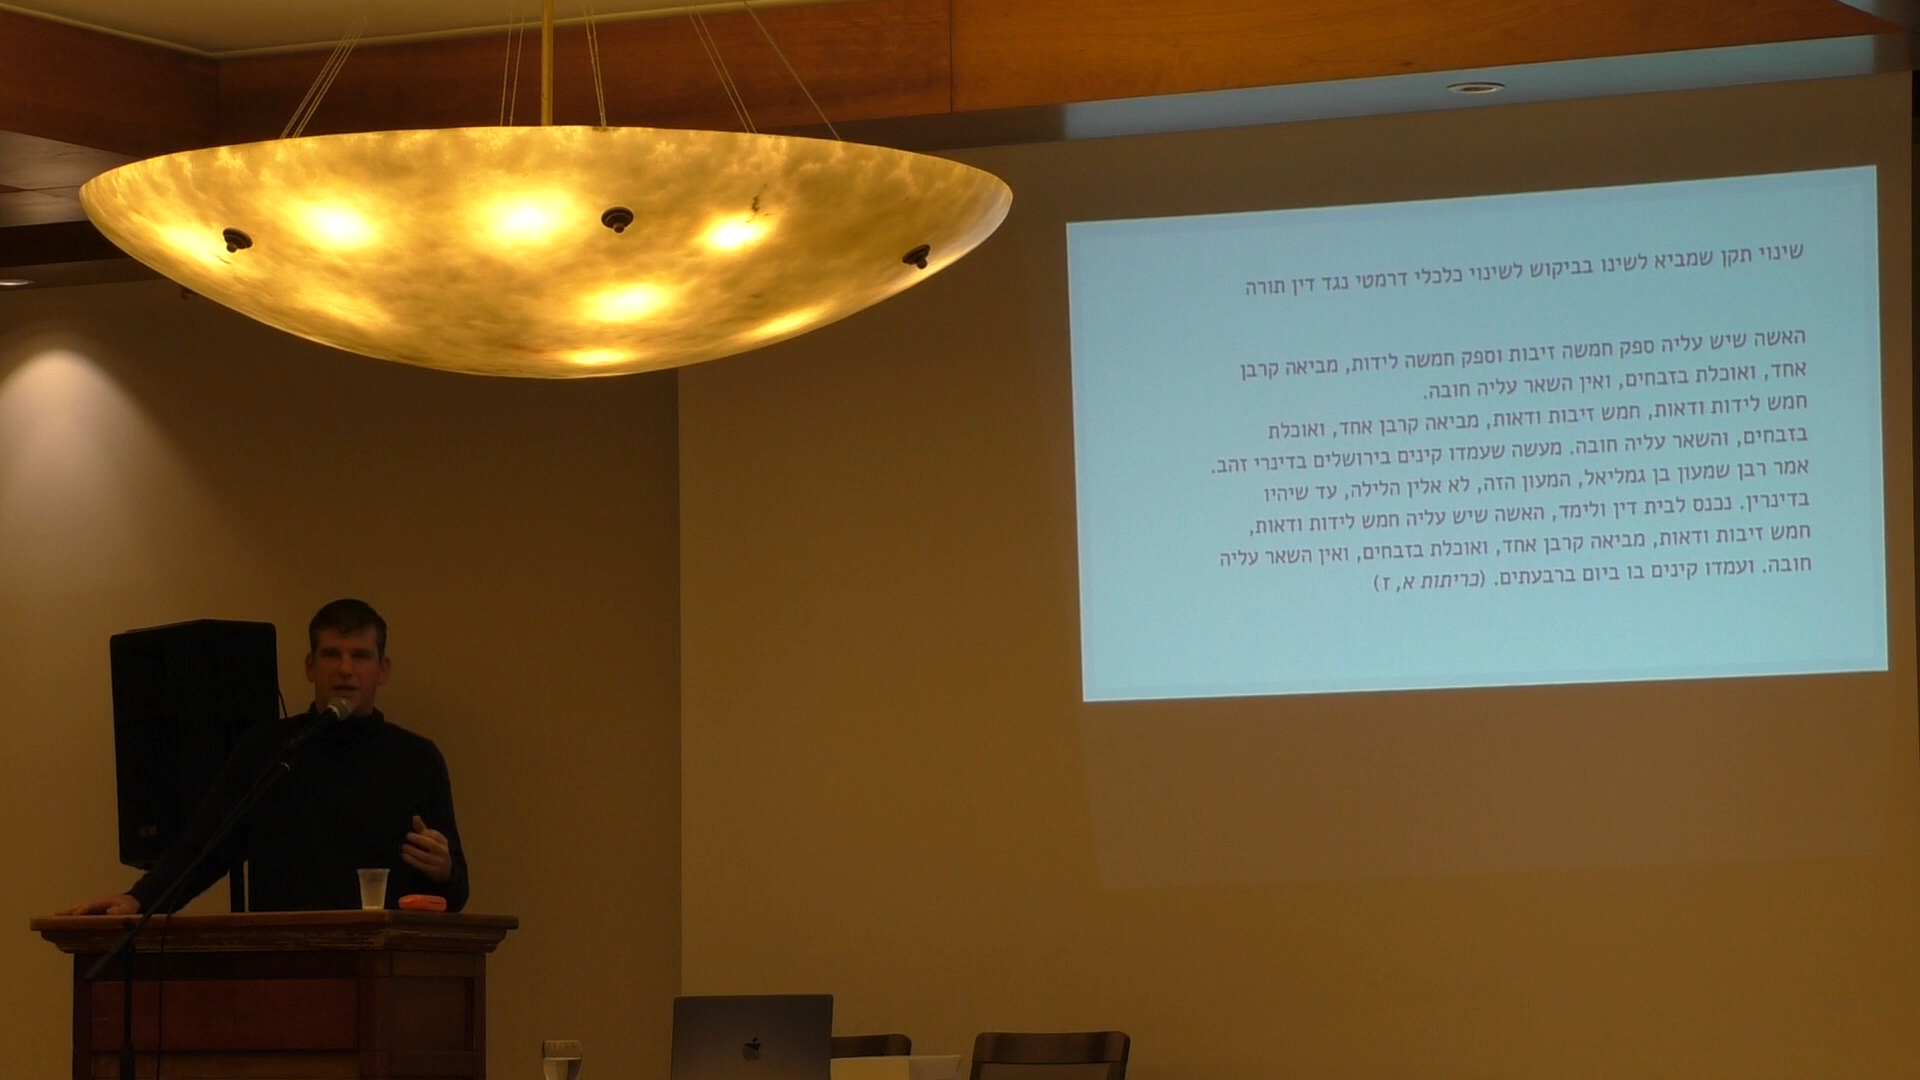 שינוי תקן שמביא לשינו בביקוש לשינוי כלכלי דרמטי נגד דין תורה
האשה שיש עליה ספק חמשה זיבות וספק חמשה לידות, מביאה קרבן
אחד, ואוכלת בזבחים, ואין השאר עליה חובה.
חמש לידות ודאות, חמש זיבות ודאות, מביאה קרבן אחד, ואוכלת
בזבחים, והשאר עליה חובה. מעשה שעמדו קינים בירושלים בדינרי זהב.
אמר רבן שמעון בן גמליאל, המעון הזה, לא אלין הלילה, עד שיהיו
בדינרין. נכנס לבית דין ולימד, האשה שיש עליה חמש לידות ודאות,
חמש זיבות ודאות, מביאה קרבן אחד, ואוכלת בזבחים, ואין השאר עליה
חובה. ועמדו קינים בו ביום ברבעתים. (כריתות א, ז)